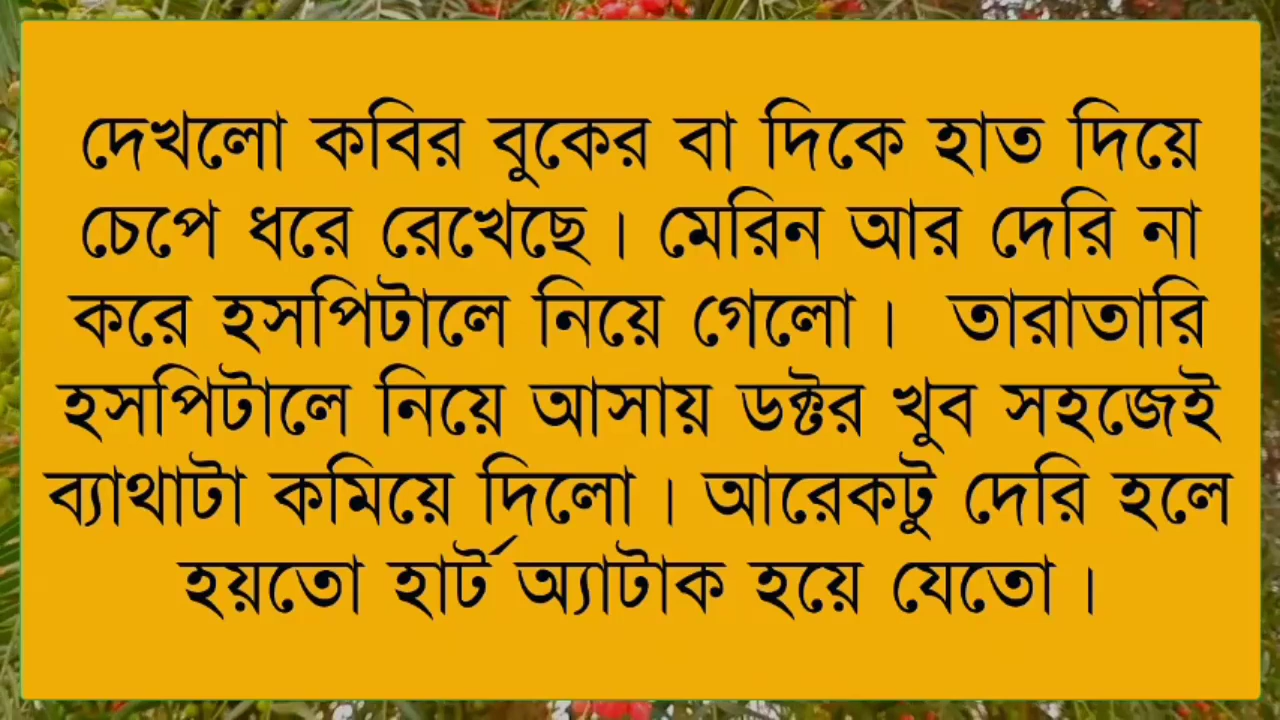 দেখলো কবির বুকের বা দিকে হাত দিয়ে
চেপে ধরে রেখেছে। মেরিন আর দেরি না
করে হসপিটালে নিয়ে গেলো। তারাতারি
হসপিটালে নিয়ে আসায় ডক্টর খুব সহজেই
ব্যাথাটা কমিয়ে দিলো। আরেকটু দেরি হলে
হয়তো হার্ট অ্যাটাক হয়ে যেতো।